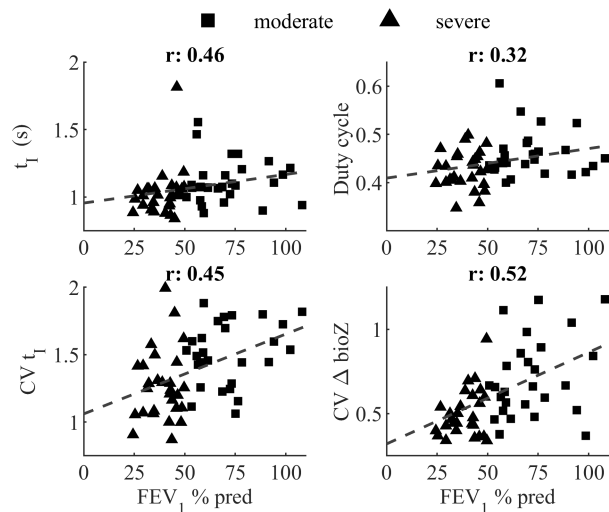 moderate severe
r: 0.46 r: 0.32
2
1.5
1
t_I (s)
0 25 50 75 100
0.6
0.5
0.4
Duty cycle
0 25 50 75 100
r: 0.45 r: 0.52
2
1.5
1
CV t_I
0 25 50 75 100
FEV_1 % pred
1
0.5
CV Δ bioZ
0 25 50 75 100
FEV_1 % pred